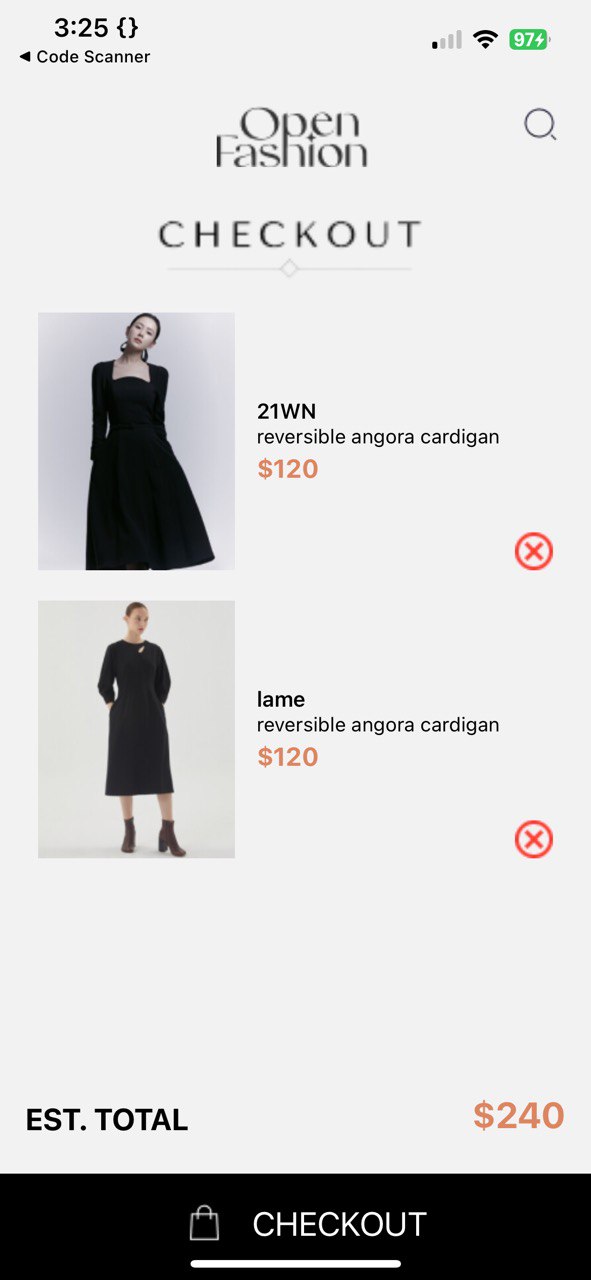 3:25 {}
◀ Code Scanner
97
Open
Fashion
CHECKOUT
21WN
reversible angora cardigan
$120
lame
reversible angora cardigan
$120
EST. TOTAL
$240
CHECKOUT